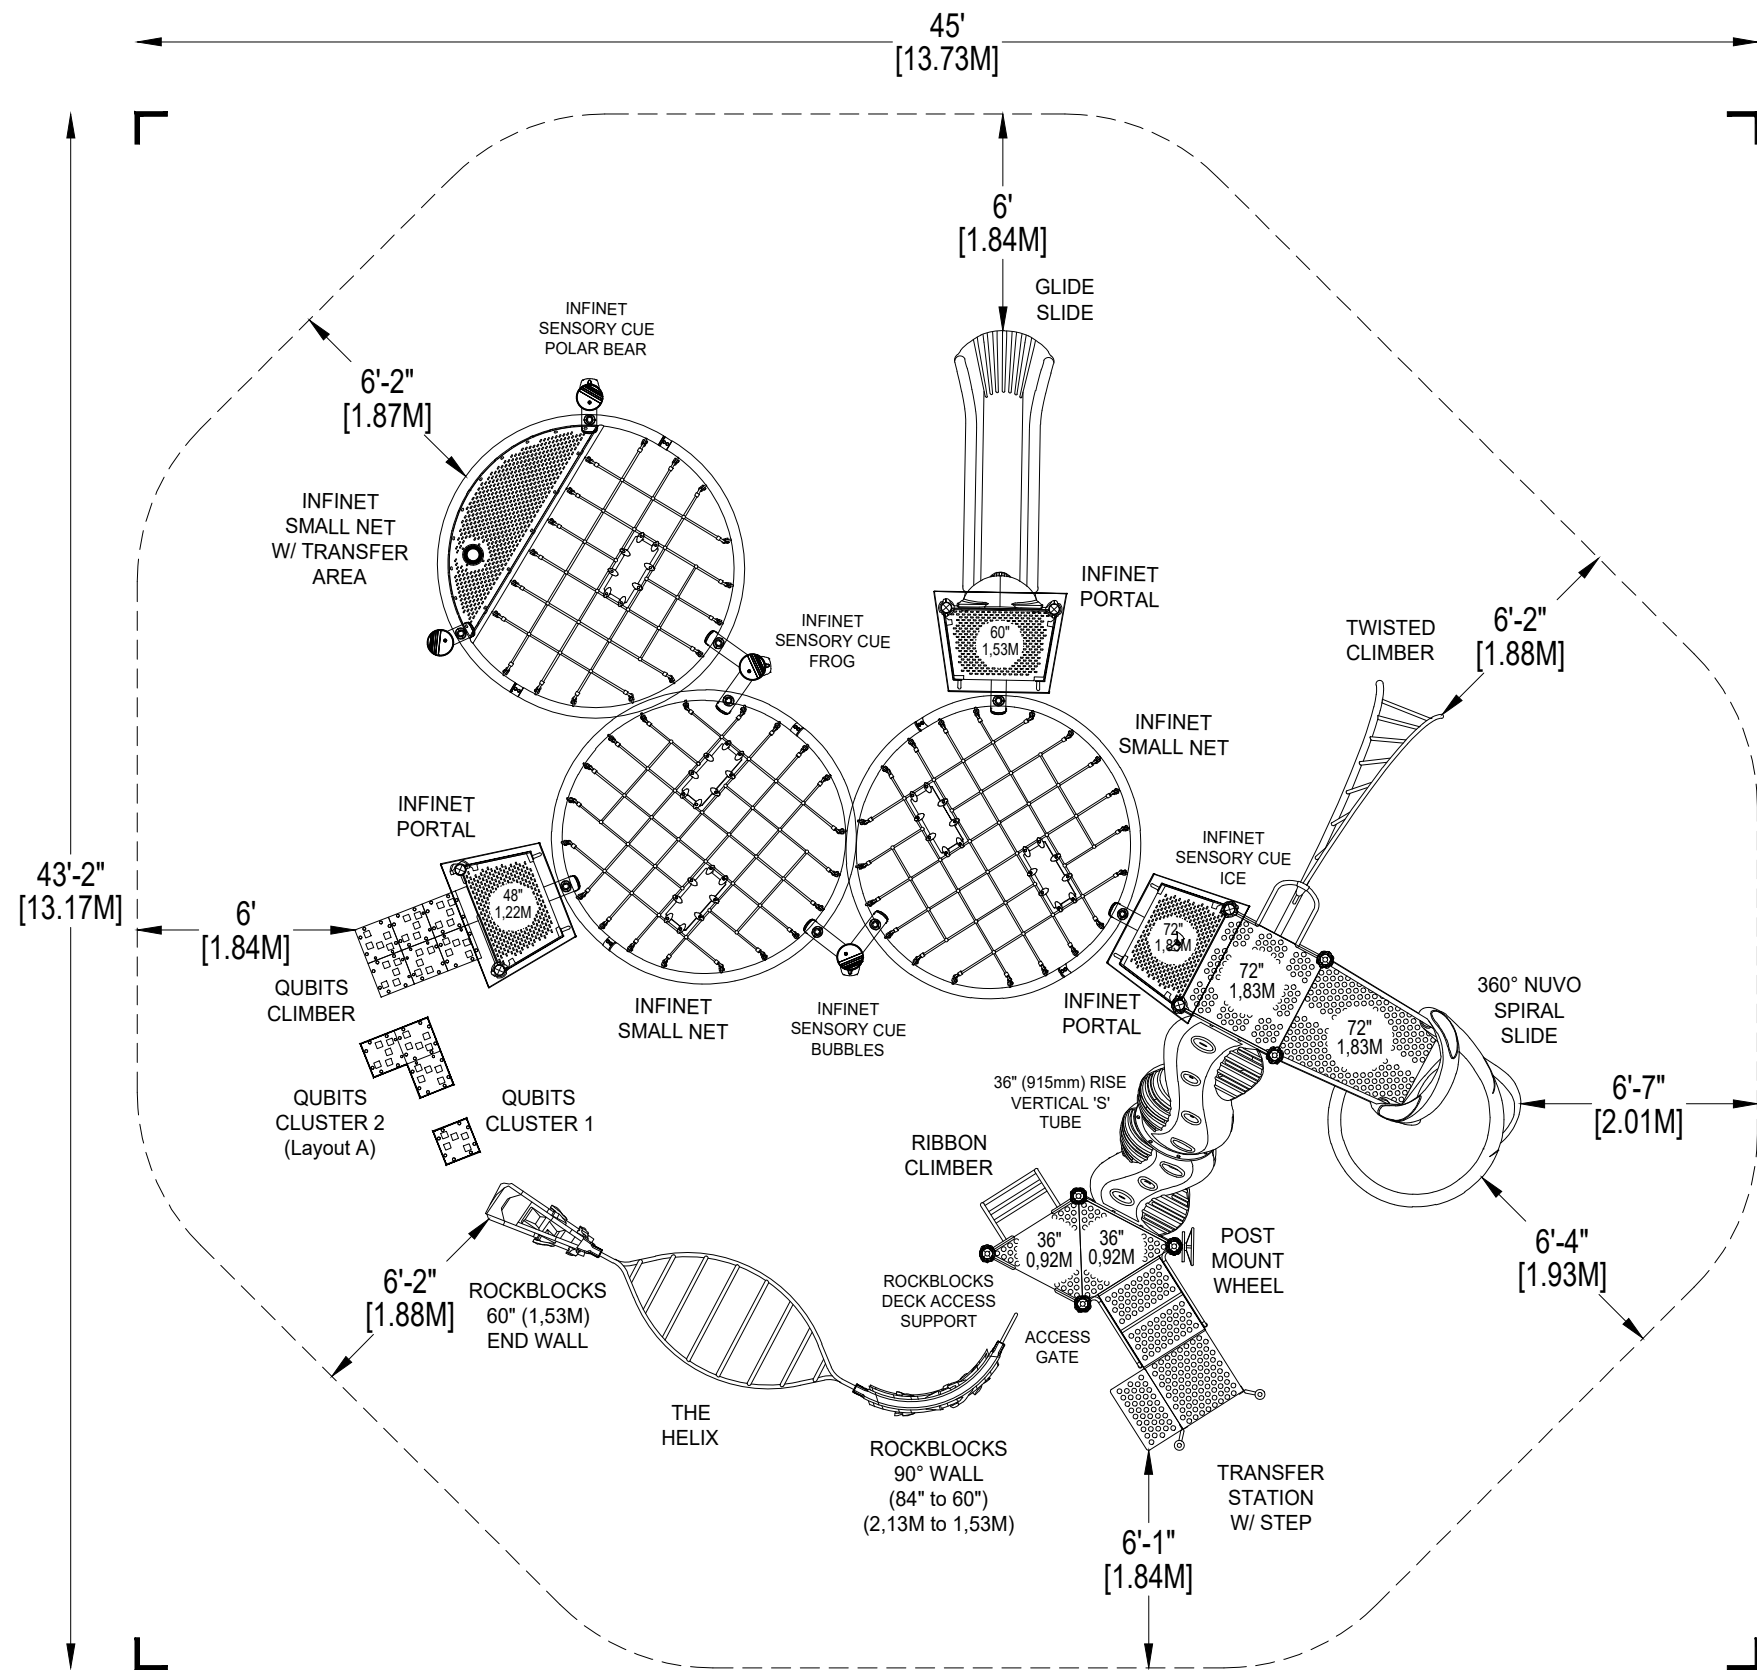 45'
[13.73M]
6'
[1.84M]
GLIDE
SLIDE
INFINET
SENSORY CUE
POLAR BEAR
6'-2"
[1.87M]
INFINET
SMALL NET
W/ TRANSFER
AREA
INFINET
PORTAL
60"
1,53M
INFINET
SENSORY CUE
FROG
TWISTED
CLIMBER
6'-2"
[1.88M]
INFINET
SMALL NET
INFINET
PORTAL
INFINET
SENSORY CUE
ICE
43'-2"
[13.17M]
48"
1,22M
6'
[1.84M]
72"
1,83M
72"
1,83M
72"
1,83M
QUBITS
CLIMBER
INFINET
SMALL NET
INFINET
SENSORY CUE
BUBBLES
INFINET
PORTAL
360° NUVO
SPIRAL
SLIDE
36" (915mm) RISE
VERTICAL 'S'
TUBE
QUBITS
CLUSTER 2
(Layout A)
QUBITS
CLUSTER 1
6'-7"
[2.01M]
RIBBON
CLIMBER
36"
0,92M
36"
0,92M
POST
MOUNT
WHEEL
6'-4"
[1.93M]
6'-2"
[1.88M]
ROCKBLOCKS
60" (1,53M)
END WALL
ROCKBLOCKS
DECK ACCESS
SUPPORT
ACCESS
GATE
THE
HELIX
ROCKBLOCKS
90° WALL
(84" to 60")
(2,13M to 1,53M)
TRANSFER
STATION
W/ STEP
6'-1"
[1.84M]